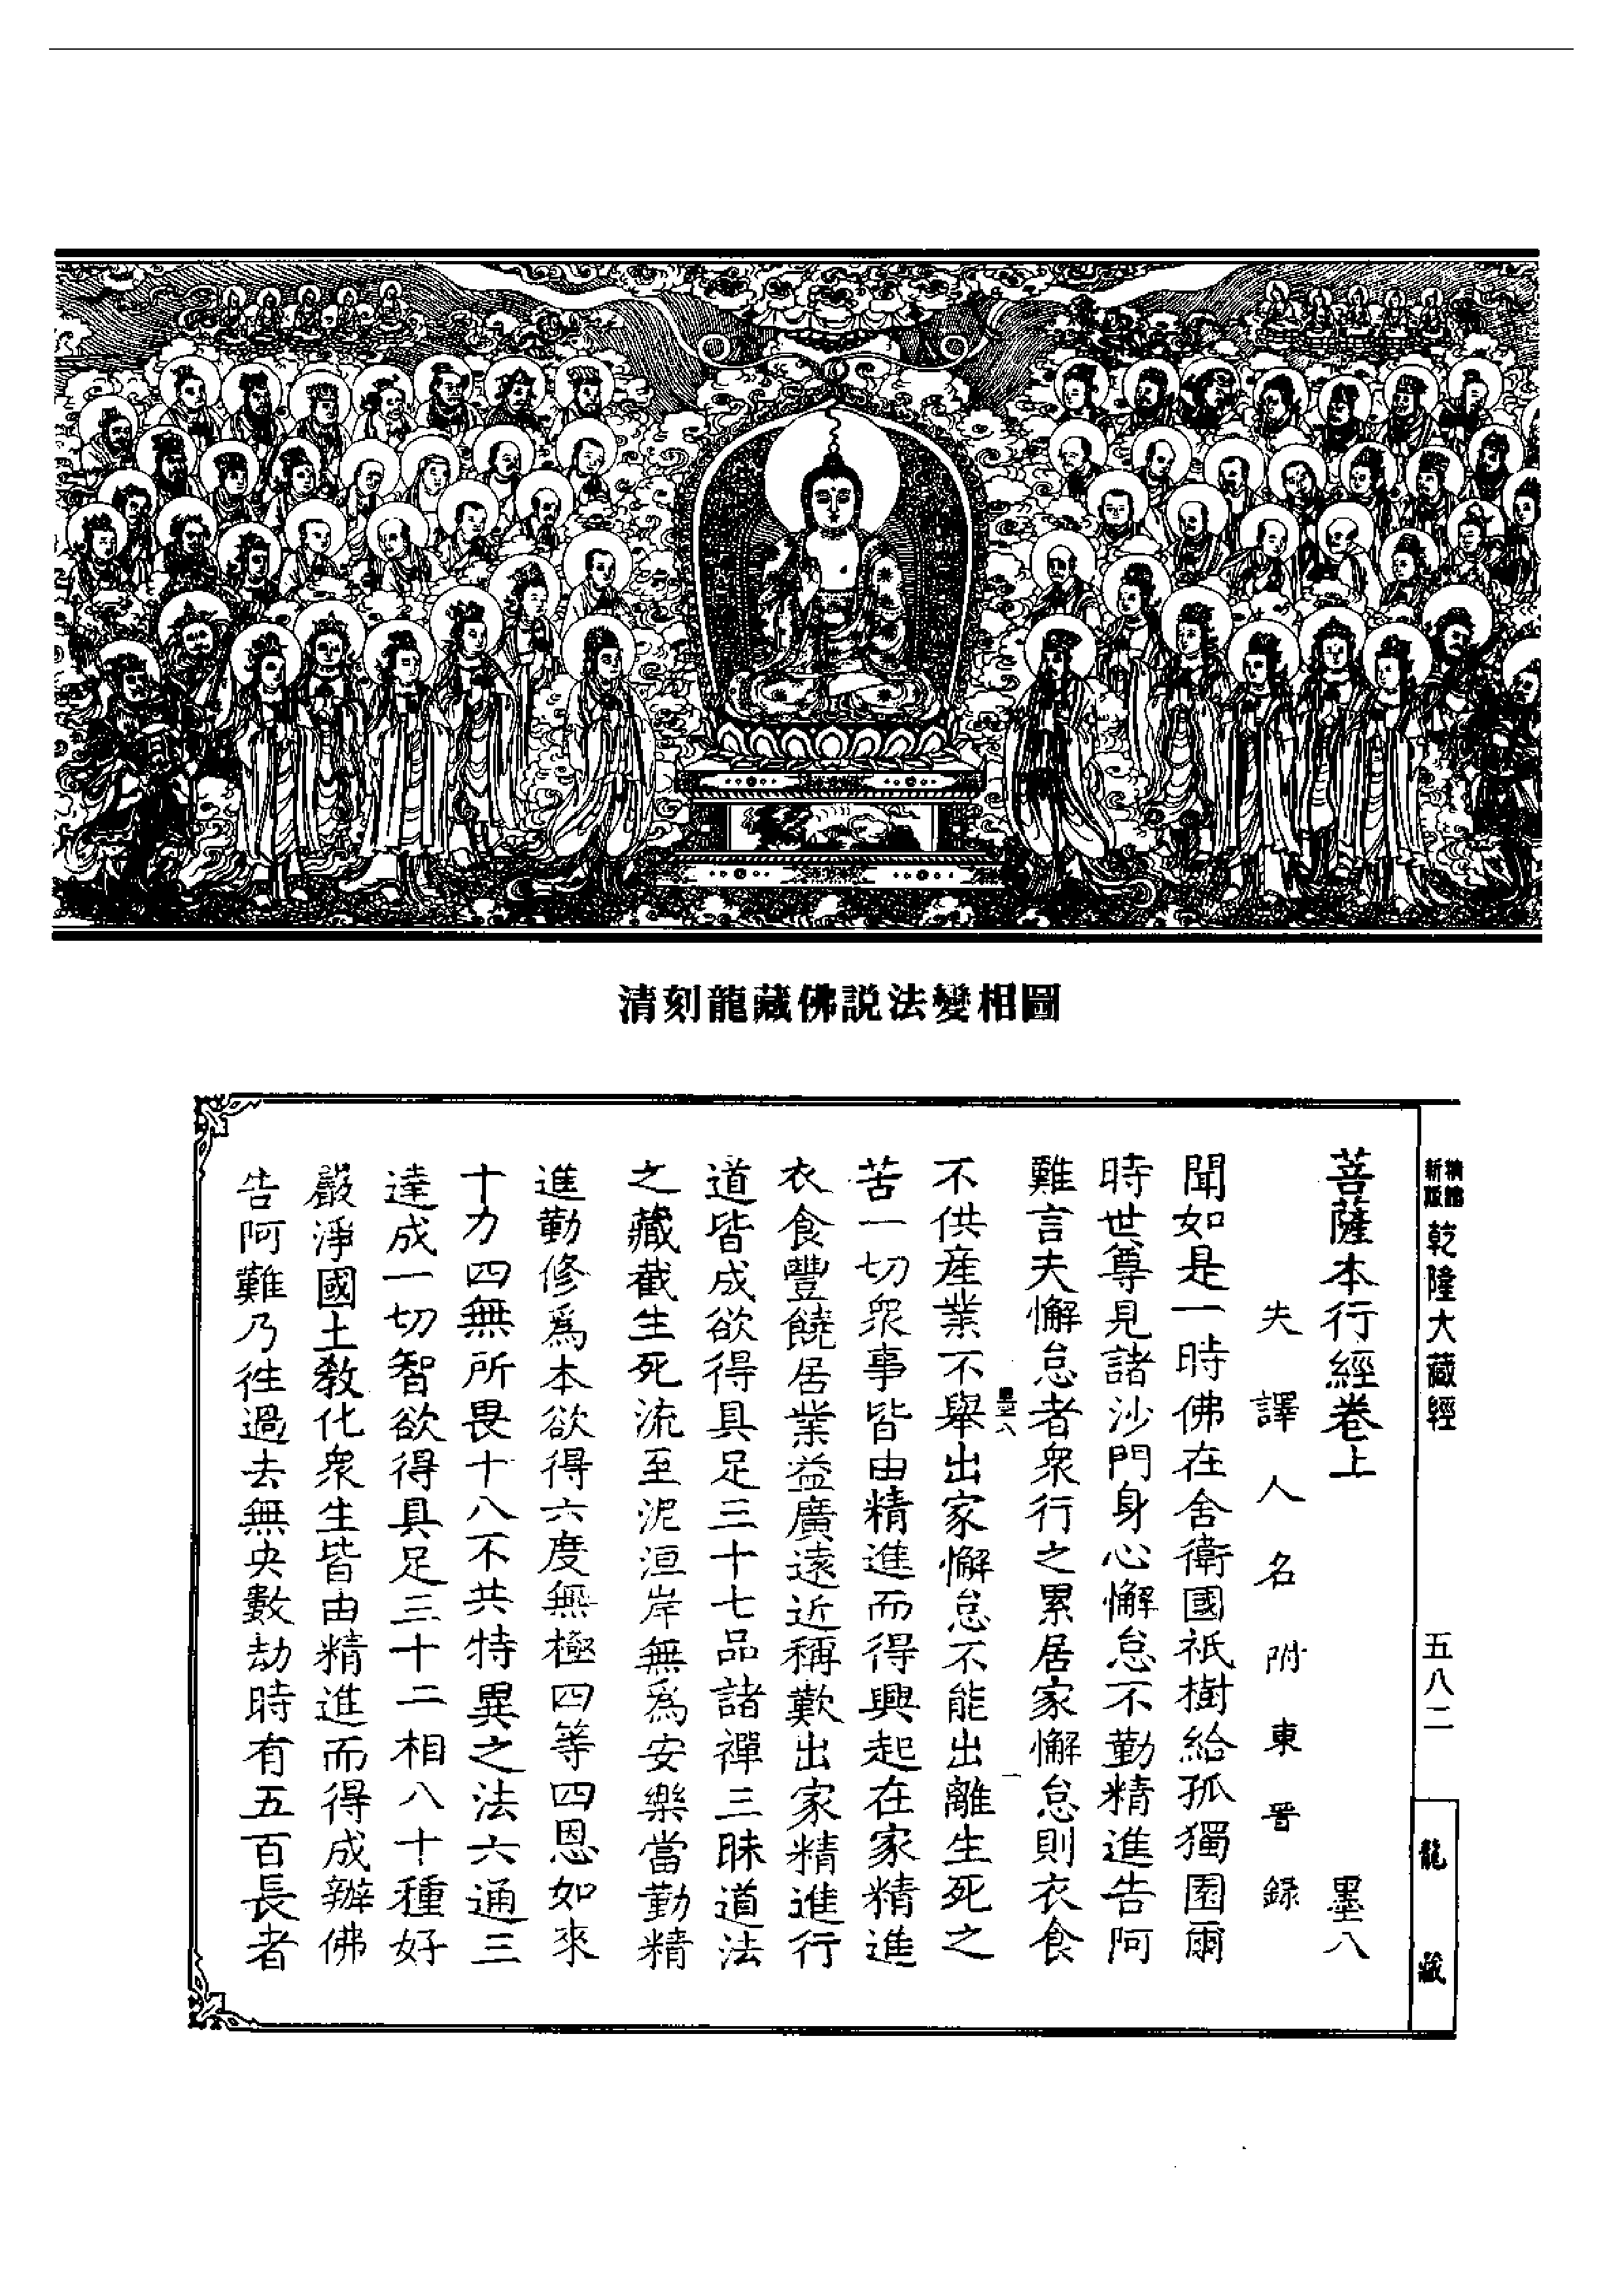 清刻龍藏佛説法變相圖
精縮新版
乾隆大藏經
五八二
龍藏
菩薩本行經卷上 墨八
失譯人名附東晉録
聞如是一時佛在舍衛國祇樹給孤獨園爾
時世尊見諸沙門身心懈怠不勤精進告阿
難言夫懈怠者衆行之累居家懈怠則衣食
墨六 一
不供産業不舉出家懈怠不能出離生死之
苦一切衆事皆由精進而得興起在家精進
衣食豐饒居業益廣遠近稱歎出家精進行
道皆成欲得具足三十七品諸禪三昧道法
之藏截生死流至泥洹岸無爲安樂當勤精
進勤修爲本欲得六度無極四等四恩如來
十力四無所畏十八不共特異之法六通三
達成一切智欲得具足三十二相八十種好
嚴淨國土教化衆生皆由精進而得成辦佛
告阿難乃徃過去無央數劫時有五百長者